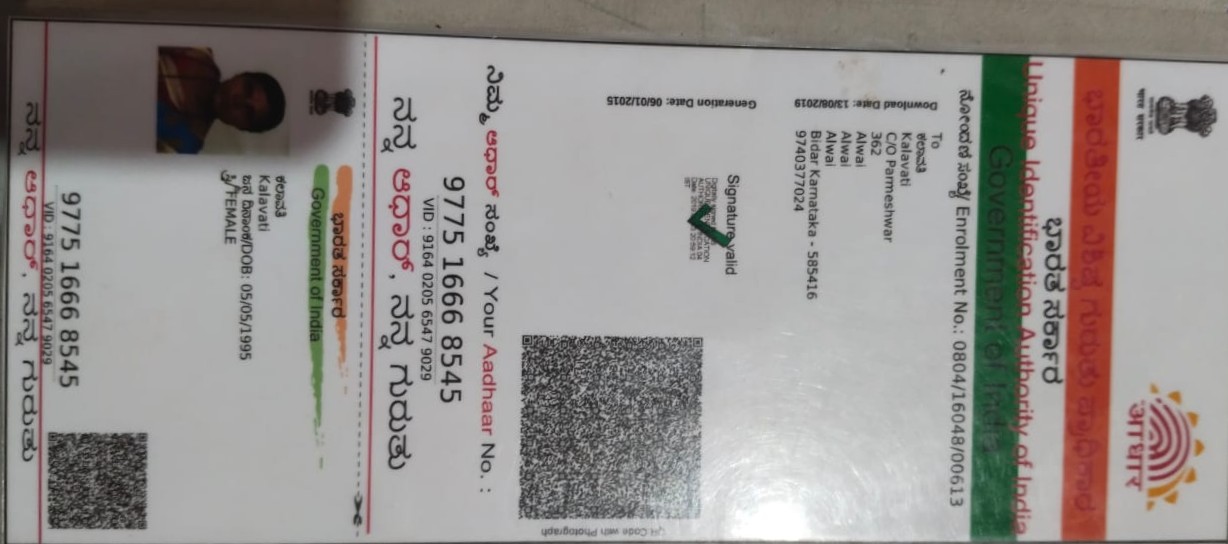 भारत सरकार
ಭಾರತೀಯ ವಿಶಿಷ್ಟ ಗುರುತು ಪ್ರಾಧಿಕಾರ
ಭಾರತ ಸರ್ಕಾರ
Unique Identification Authority of India
Government of India
आधार
ನೋಂದಣಿ ಸಂಖ್ಯೆ/ Enrolment No.: 0804/16048/00613
Download Date: 13/08/2019
To
ಕಲಾವತಿ
Kalavati
C/O Parmeshwar
362
Alwai
Alwai
Alwai
Bidar Karnataka - 585416
9740377024
Generation Date: 06/01/2015
Signature valid
QR Code with Photograph
ನಿಮ್ಮ ಆಧಾರ್ ಸಂಖ್ಯೆ / Your Aadhaar No. :
9775 1666 8545
VID : 9164 0205 6547 9029
ನನ್ನ ಆಧಾರ್, ನನ್ನ ಗುರುತು
ಭಾರತ ಸರ್ಕಾರ
Government of India
ಕಲಾವತಿ
Kalavati
ಜನ್ಮ ದಿನಾಂಕ/DOB: 05/05/1995
ಸ್ತ್ರೀ/ FEMALE
9775 1666 8545
VID : 9164 0205 6547 9029
ನನ್ನ ಆಧಾರ್, ನನ್ನ ಗುರುತು